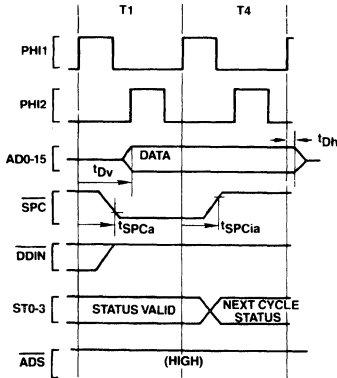 T1 T4
PHI1
PHI2
tDh
AD0-15 DATA
tDv
SPC
tSPCa tSPCia
DDIN
ST0-3 STATUS VALID NEXT CYCLE STATUS
ADS (HIGH)